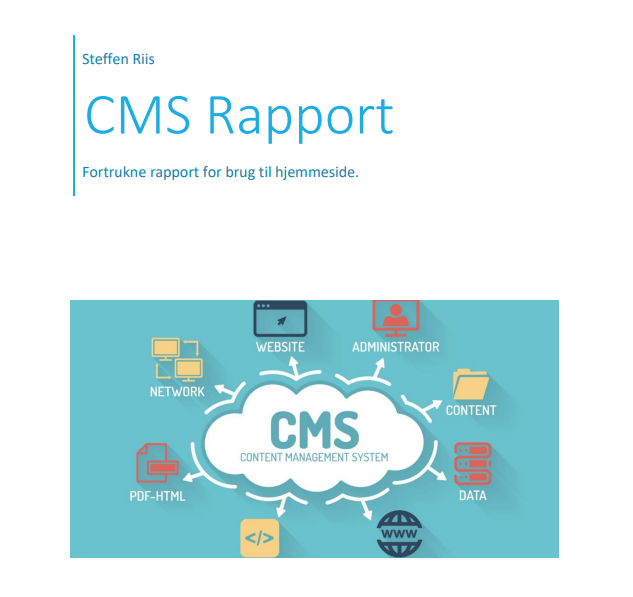 Steffen Riis
CMS Rapport
Fortrukne rapport for brug til hjemmeside.
WEBSITE
ADMINISTRATOR
NETWORK
CONTENT
CMS
CONTENT MANAGEMENT SYSTEM
PDF-HTML
DATA
</>
WWW